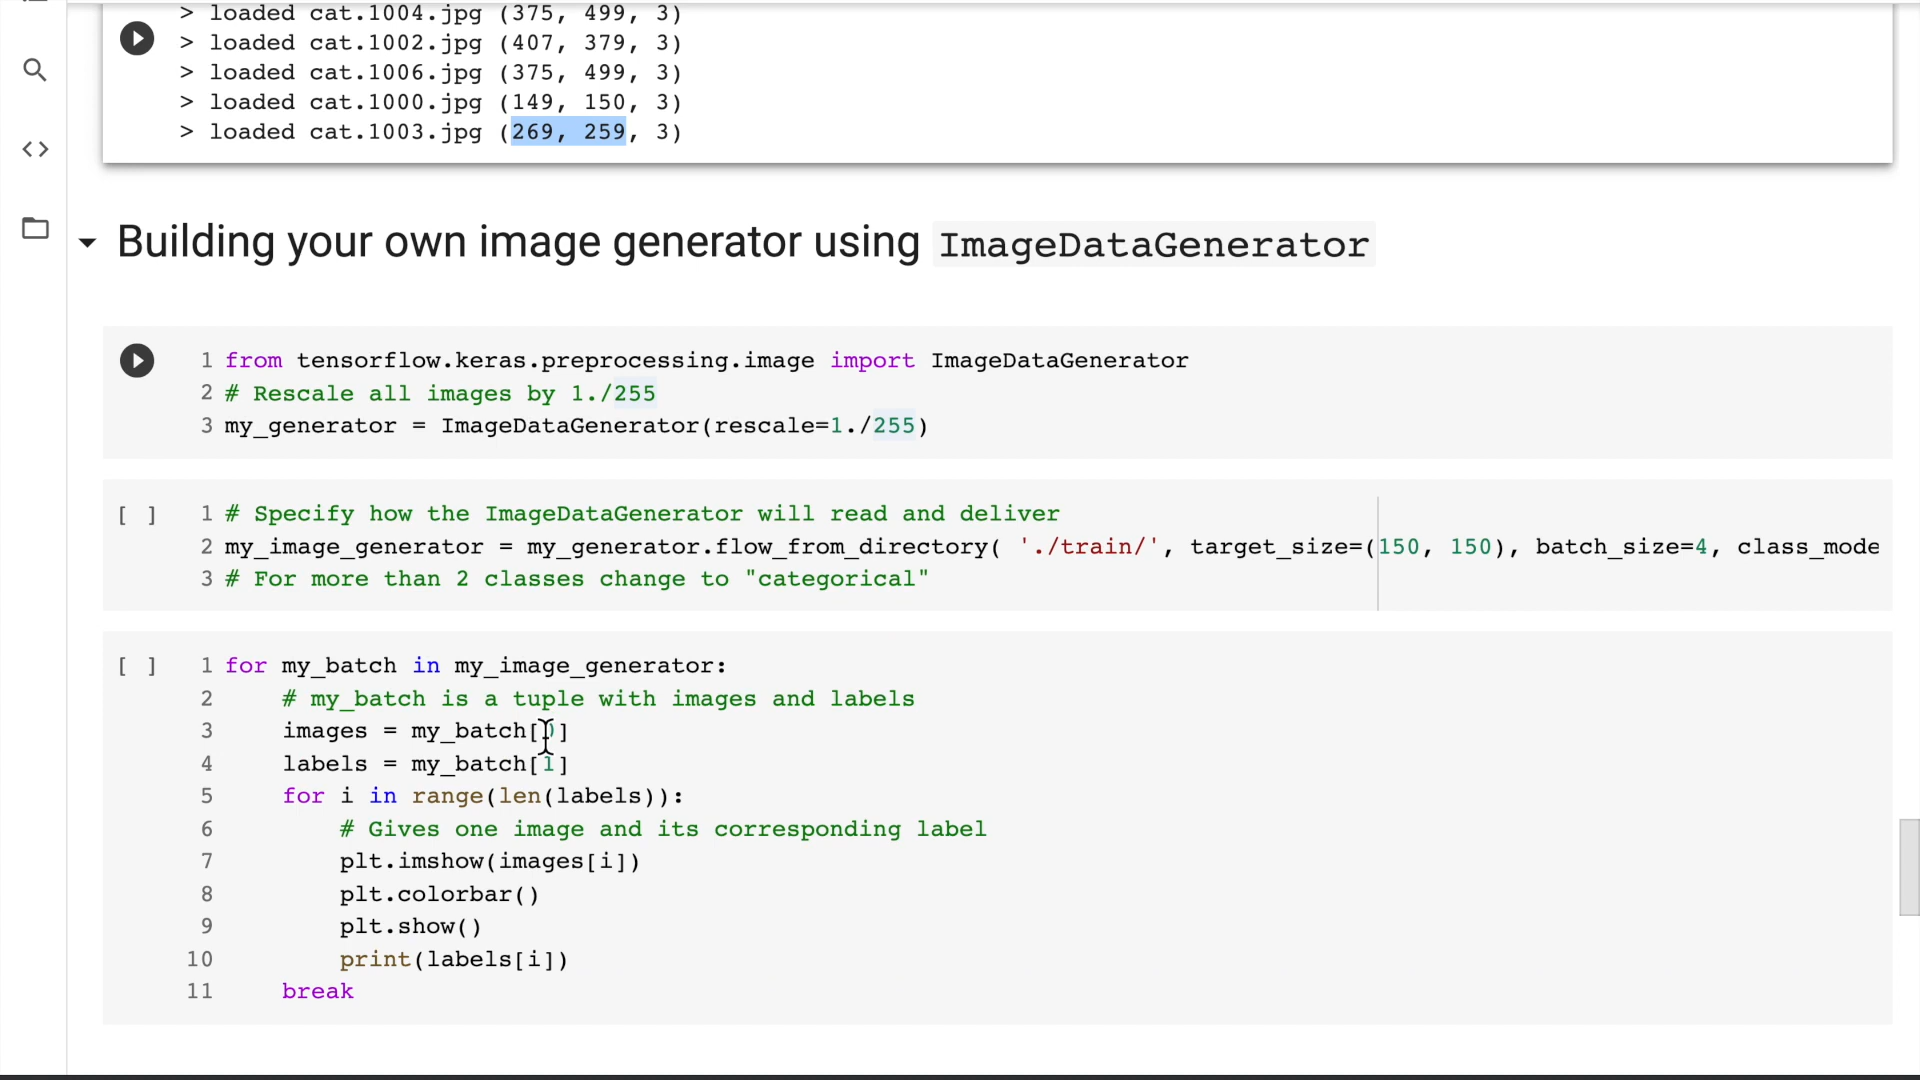 > loaded cat.1004.jpg (375, 499, 3)
> loaded cat.1002.jpg (407, 379, 3)
> loaded cat.1006.jpg (375, 499, 3)
> loaded cat.1000.jpg (149, 150, 3)
> loaded cat.1003.jpg (269, 259, 3)
Building your own image generator using ImageDataGenerator
1 from tensorflow.keras.preprocessing.image import ImageDataGenerator
2 # Rescale all images by 1./255
3 my_generator = ImageDataGenerator(rescale=1./255)
[ ] 1 # Specify how the ImageDataGenerator will read and deliver
2 my_image_generator = my_generator.flow_from_directory( './train/', target_size=(150, 150), batch_size=4, class_mode
3 # For more than 2 classes change to "categorical"
[ ] 1 for my_batch in my_image_generator:
2 # my_batch is a tuple with images and labels
3 images = my_batch[0]
4 labels = my_batch[1]
5 for i in range(len(labels)):
6 # Gives one image and its corresponding label
7 plt.imshow(images[i])
8 plt.colorbar()
9 plt.show()
10 print(labels[i])
11 break